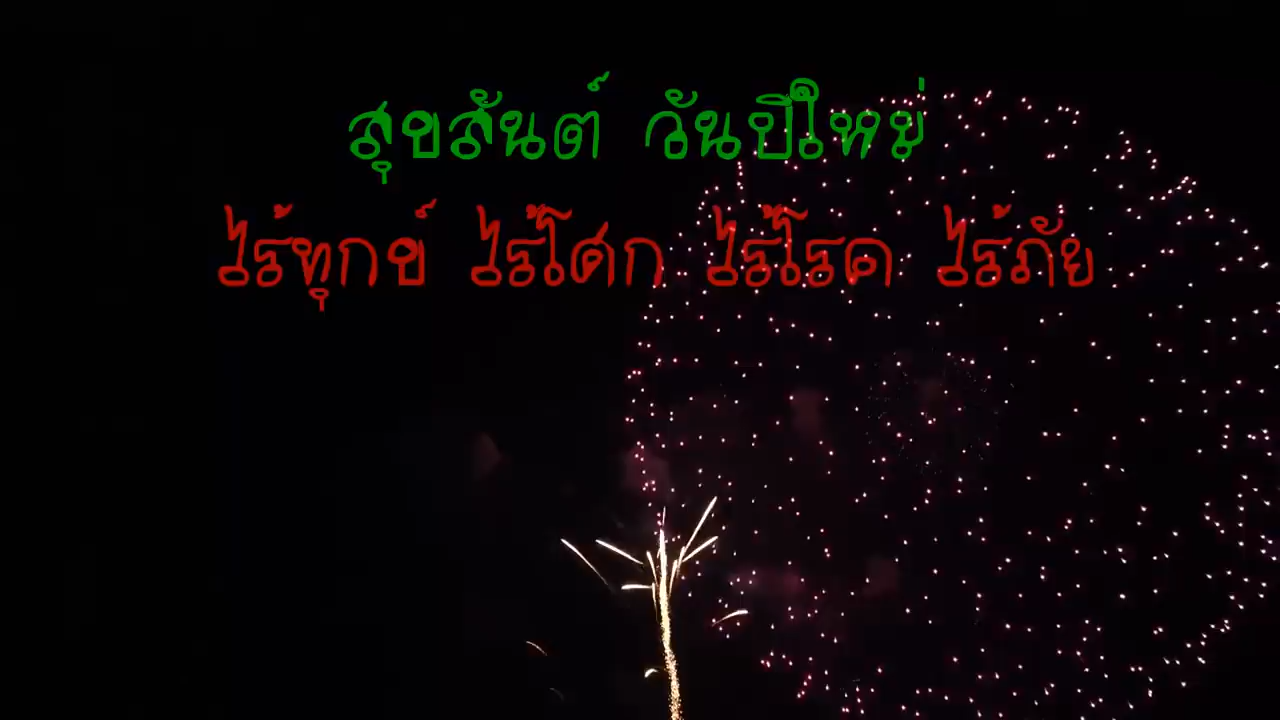 สุขสันต์ วันปีใหย่
ไร้ทุกข์ ไร้โศก ไร้โรค ไร้ภัย